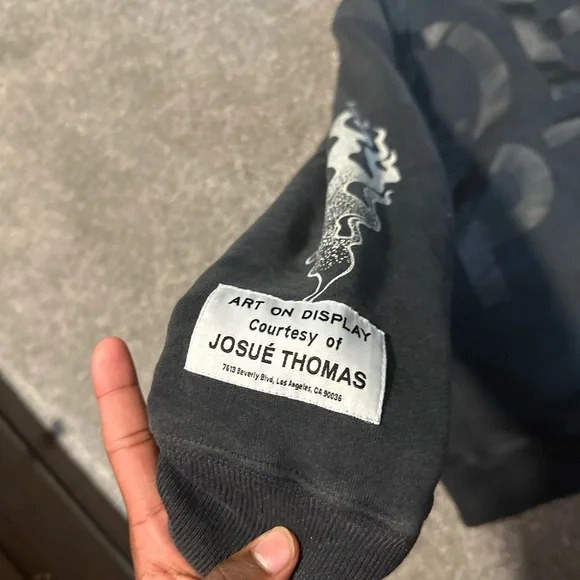 ART ON DISPLAY
Courtesy of
JOSUÉ THOMAS
7613 Beverly Blvd, Los Angeles, CA 90036